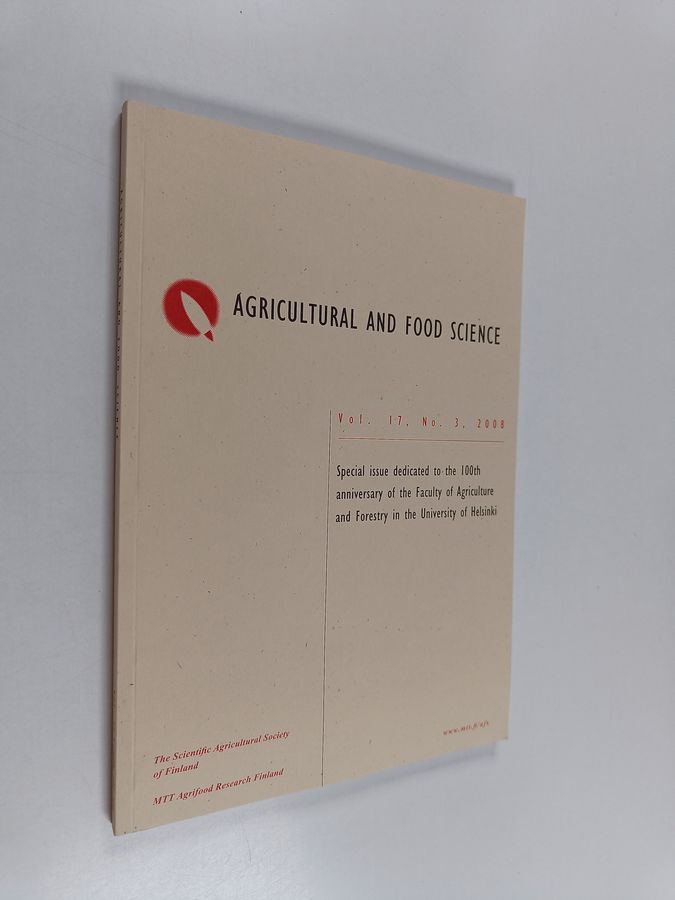 AGRICULTURAL AND FOOD SCIENCE
Vol. 17, No. 3, 2008
Special issue dedicated to the 100th
anniversary of the Faculty of Agriculture
and Forestry in the University of Helsinki
The Scientific Agricultural Society
of Finland
MTT Agrifood Research Finland
www.mtt.fi/afs